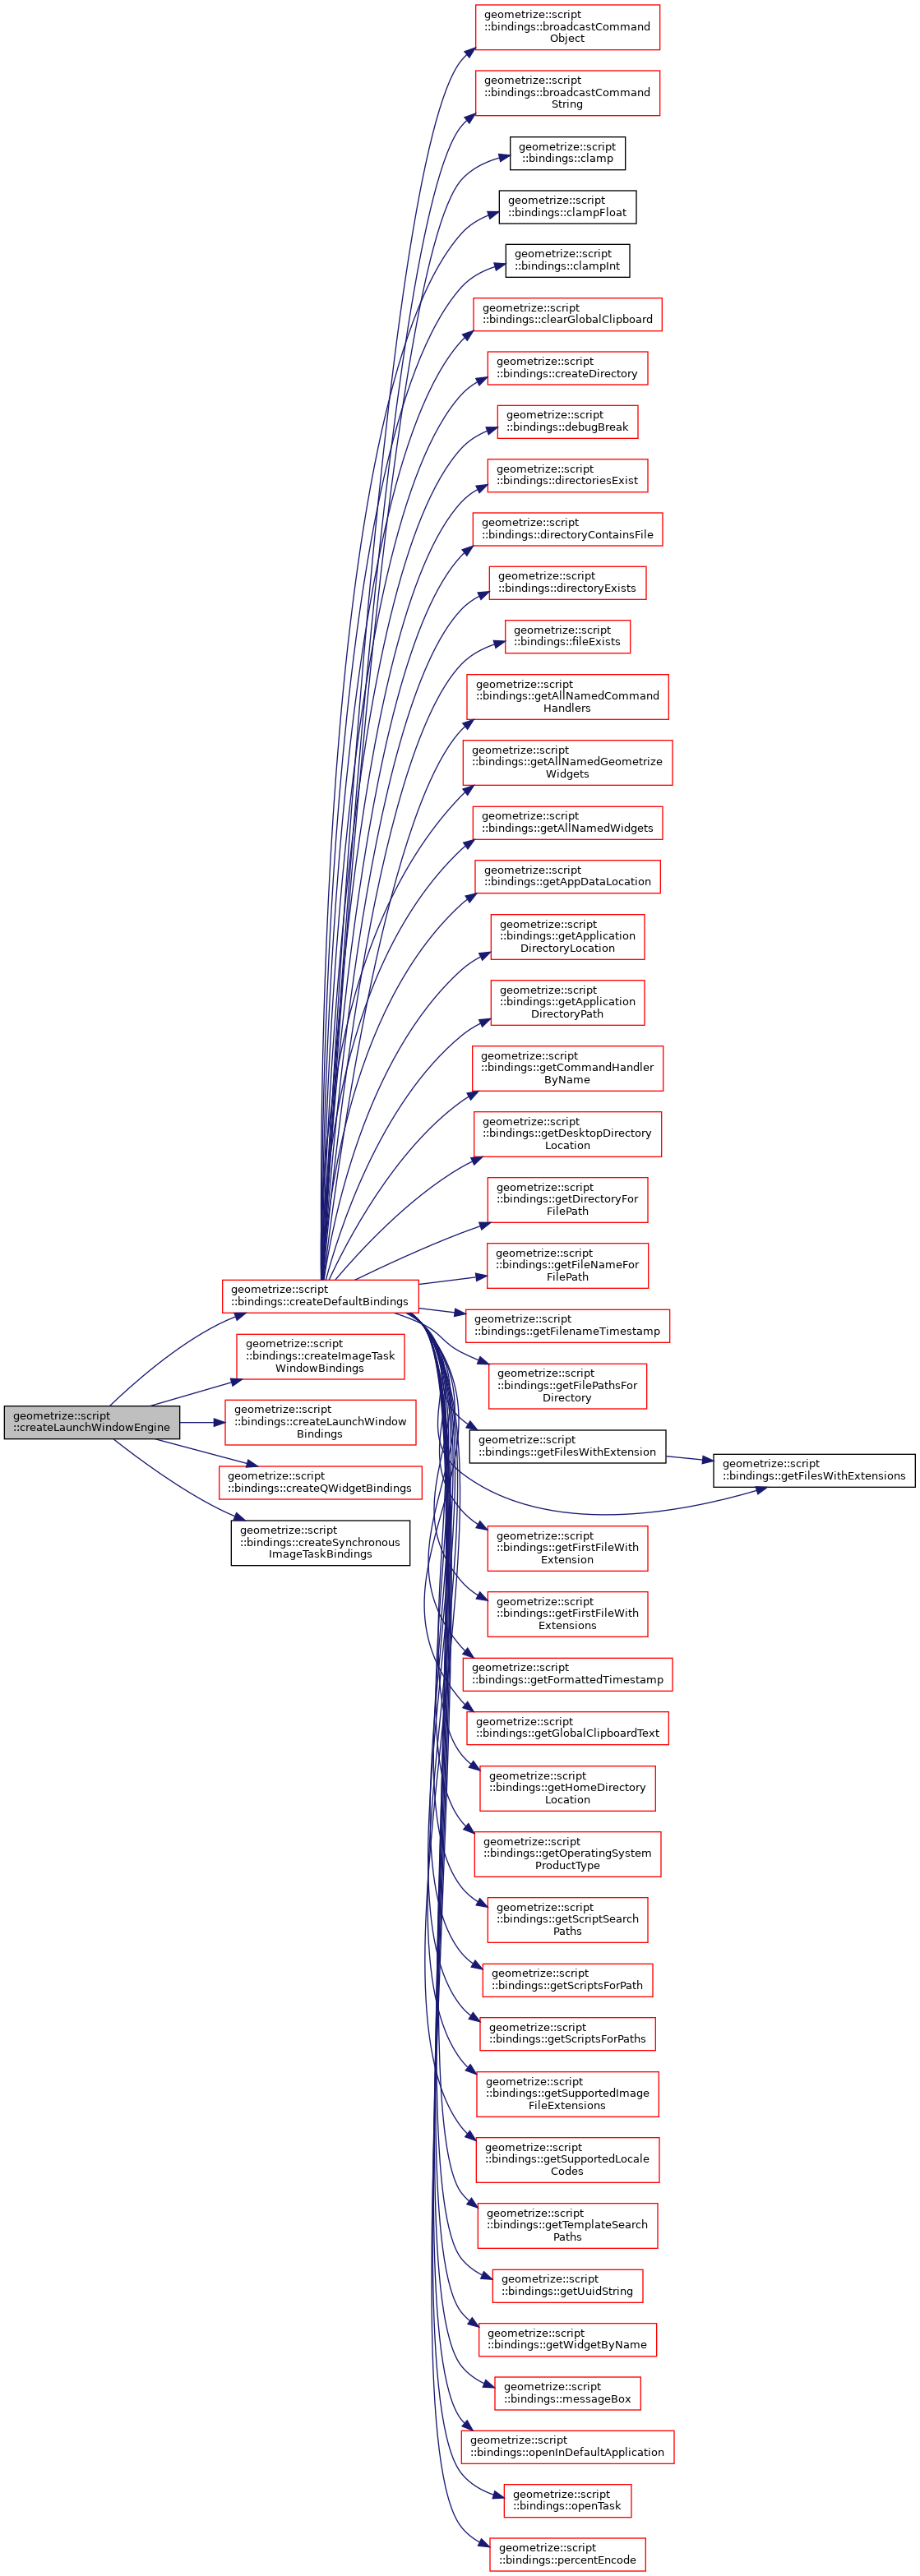 geometrize::script
::bindings::broadcastCommand
Object
geometrize::script
::bindings::broadcastCommand
String
geometrize::script
::bindings::clamp
geometrize::script
::bindings::clampFloat
geometrize::script
::bindings::clampInt
geometrize::script
::bindings::clearGlobalClipboard
geometrize::script
::bindings::createDirectory
geometrize::script
::bindings::debugBreak
geometrize::script
::bindings::directoriesExist
geometrize::script
::bindings::directoryContainsFile
geometrize::script
::bindings::directoryExists
geometrize::script
::bindings::fileExists
geometrize::script
::bindings::getAllNamedCommand
Handlers
geometrize::script
::bindings::getAllNamedGeometrize
Widgets
geometrize::script
::bindings::getAllNamedWidgets
geometrize::script
::bindings::getAppDataLocation
geometrize::script
::bindings::getApplication
DirectoryLocation
geometrize::script
::bindings::getApplication
DirectoryPath
geometrize::script
::bindings::getCommandHandler
ByName
geometrize::script
::bindings::getDesktopDirectory
Location
geometrize::script
::bindings::getDirectoryFor
FilePath
geometrize::script
::bindings::getFileNameFor
FilePath
geometrize::script
::bindings::createDefaultBindings
geometrize::script
::bindings::getFilenameTimestamp
geometrize::script
::bindings::createImageTask
WindowBindings
geometrize::script
::bindings::getFilePathsFor
Directory
geometrize::script
::createLaunchWindowEngine
geometrize::script
::bindings::createLaunchWindow
Bindings
geometrize::script
::bindings::getFilesWithExtension
geometrize::script
::bindings::getFilesWithExtensions
geometrize::script
::bindings::createQWidgetBindings
geometrize::script
::bindings::createSynchronous
ImageTaskBindings
geometrize::script
::bindings::getFirstFileWith
Extension
geometrize::script
::bindings::getFirstFileWith
Extensions
geometrize::script
::bindings::getFormattedTimestamp
geometrize::script
::bindings::getGlobalClipboardText
geometrize::script
::bindings::getHomeDirectory
Location
geometrize::script
::bindings::getOperatingSystem
ProductType
geometrize::script
::bindings::getScriptSearch
Paths
geometrize::script
::bindings::getScriptsForPath
geometrize::script
::bindings::getScriptsForPaths
geometrize::script
::bindings::getSupportedImage
FileExtensions
geometrize::script
::bindings::getSupportedLocale
Codes
geometrize::script
::bindings::getTemplateSearch
Paths
geometrize::script
::bindings::getUuidString
geometrize::script
::bindings::getWidgetByName
geometrize::script
::bindings::messageBox
geometrize::script
::bindings::openInDefaultApplication
geometrize::script
::bindings::openTask
geometrize::script
::bindings::percentEncode